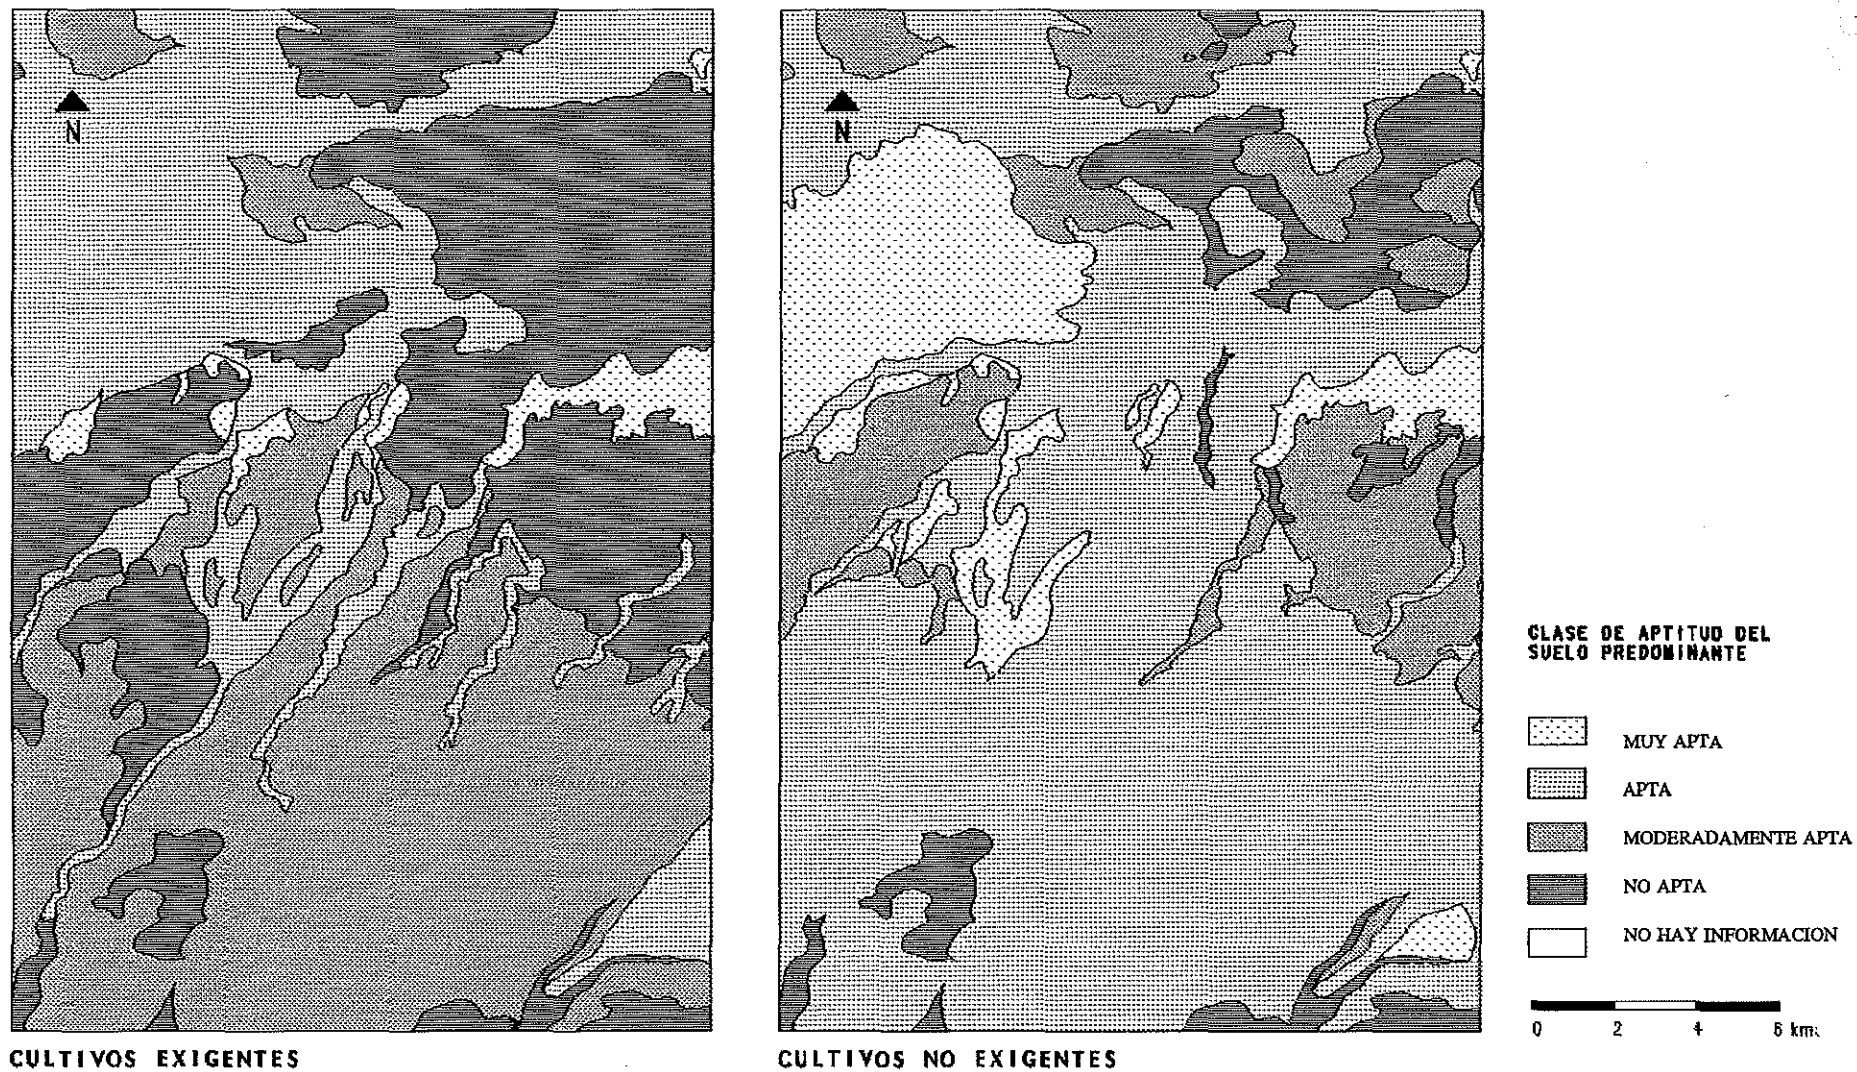 N
N
CULTIVOS EXIGENTES
CULTIVOS NO EXIGENTES
CLASE DE APTITUD DEL
SUELO PREDOMINANTE
MUY APTA
APTA
MODERADAMENTE APTA
NO APTA
NO HAY INFORMACION
0 2 4 6 km.